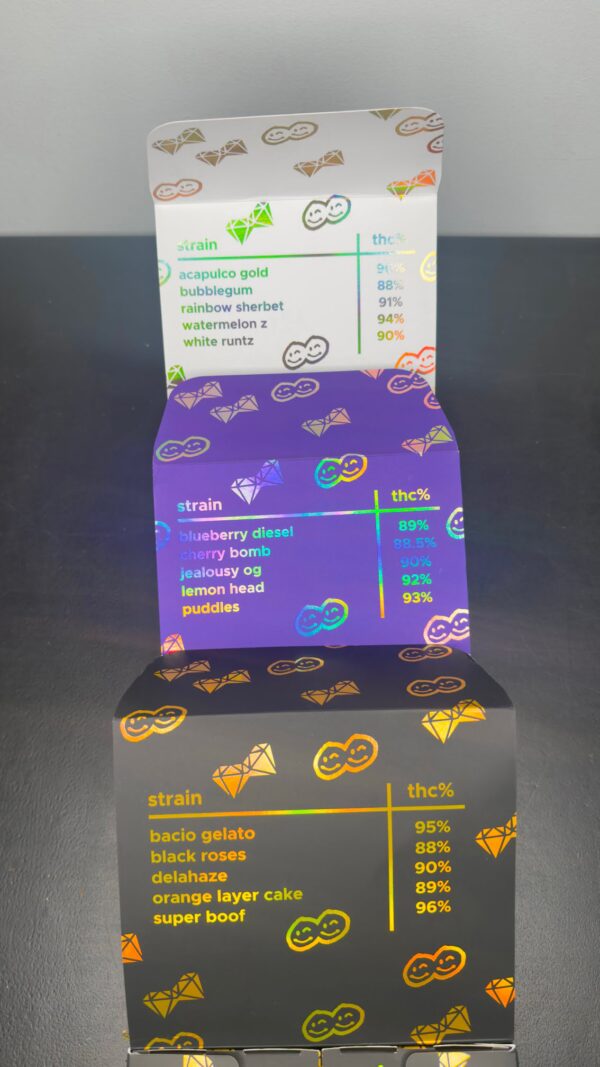 strain thc%
acapulco gold
bubblegum 88%
rainbow sherbet 91%
watermelon z 94%
white runtz 90%
strain thc%
blueberry diesel 89%
cherry bomb 88.5%
jealousy og 90%
lemon head 92%
puddles 93%
strain thc%
bacio gelato 95%
black roses 88%
delahaze 90%
orange layer cake 89%
super boof 96%